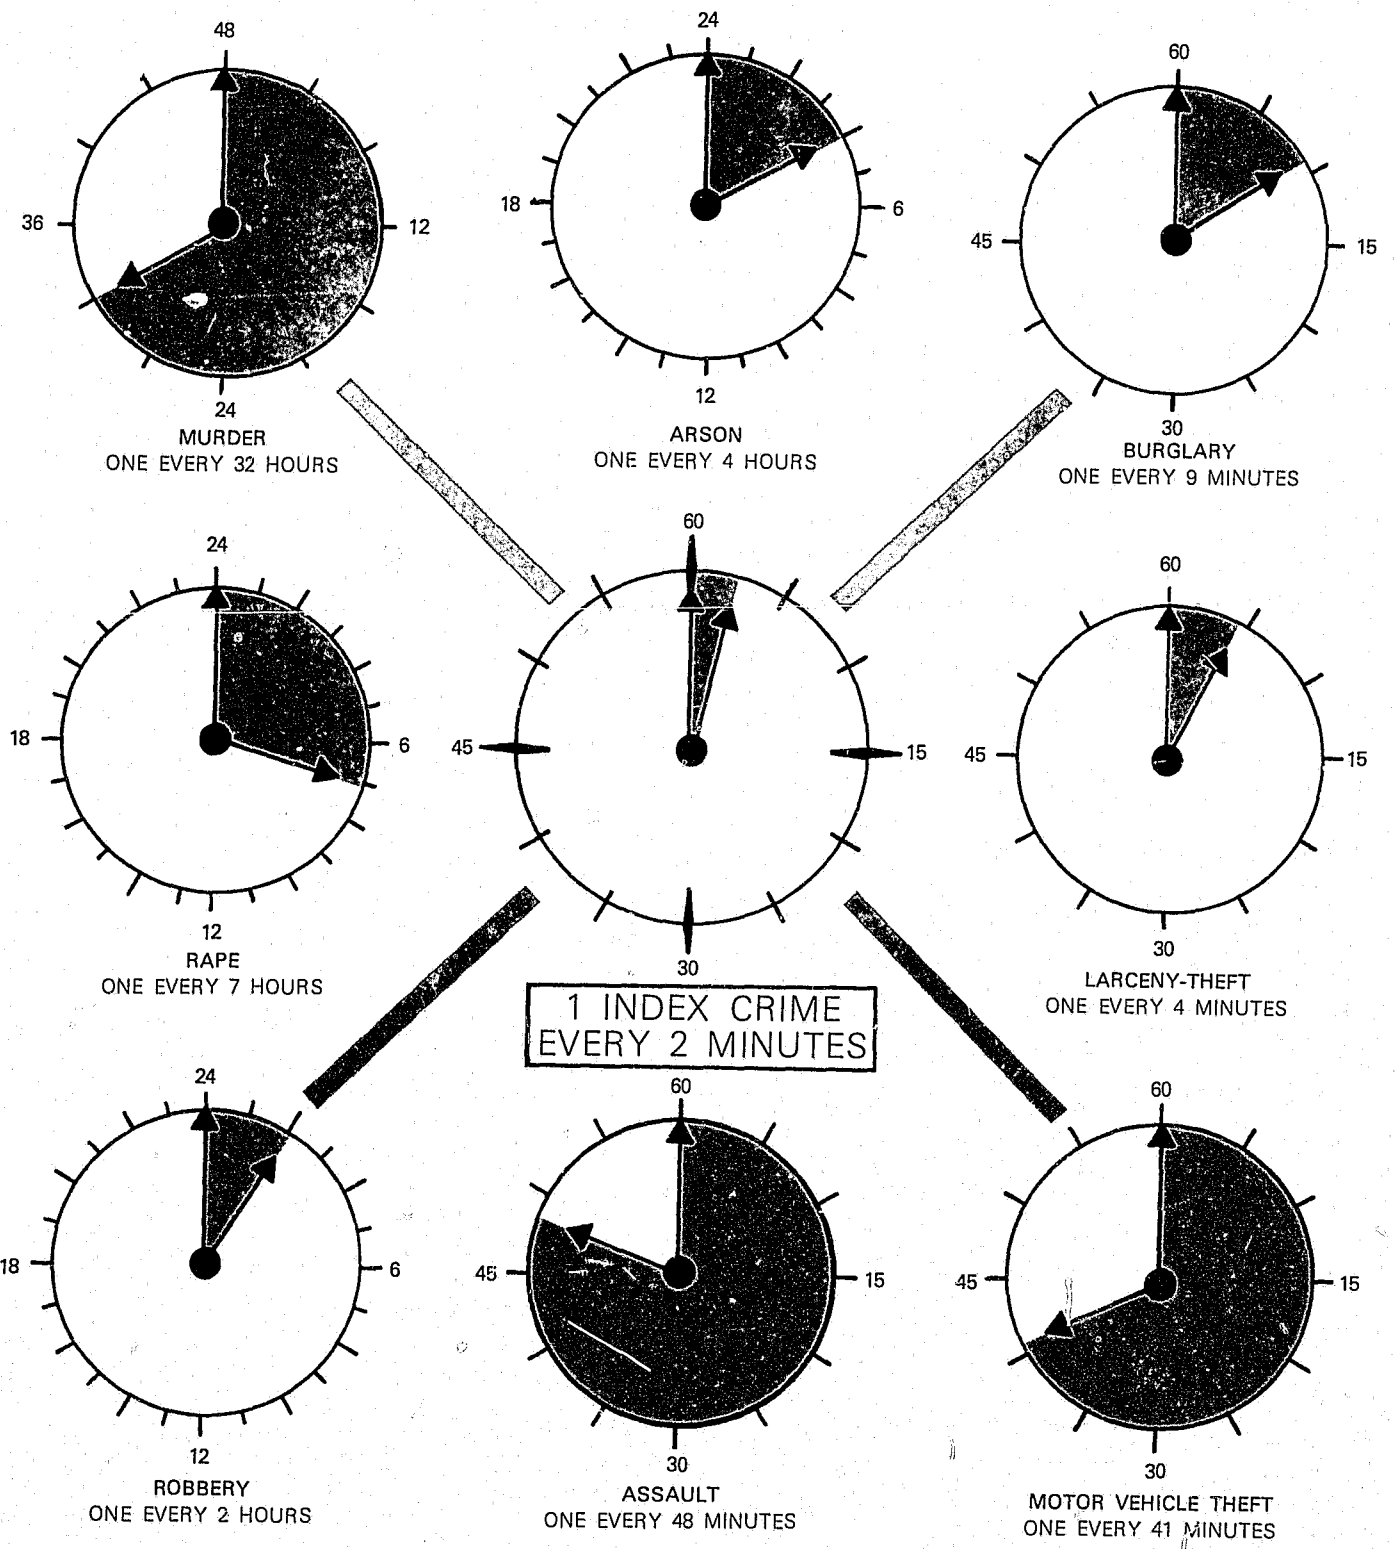 48
36
12
24
MURDER
ONE EVERY 32 HOURS
24
18
6
12
ARSON
ONE EVERY 4 HOURS
60
45
15
30
BURGLARY
ONE EVERY 9 MINUTES
24
18
6
12
RAPE
ONE EVERY 7 HOURS
60
45
15
30
1 INDEX CRIME
EVERY 2 MINUTES
60
45
15
30
LARCENY-THEFT
ONE EVERY 4 MINUTES
24
18
6
12
ROBBERY
ONE EVERY 2 HOURS
60
45
15
30
ASSAULT
ONE EVERY 48 MINUTES
60
45
15
30
MOTOR VEHICLE THEFT
ONE EVERY 41 MINUTES